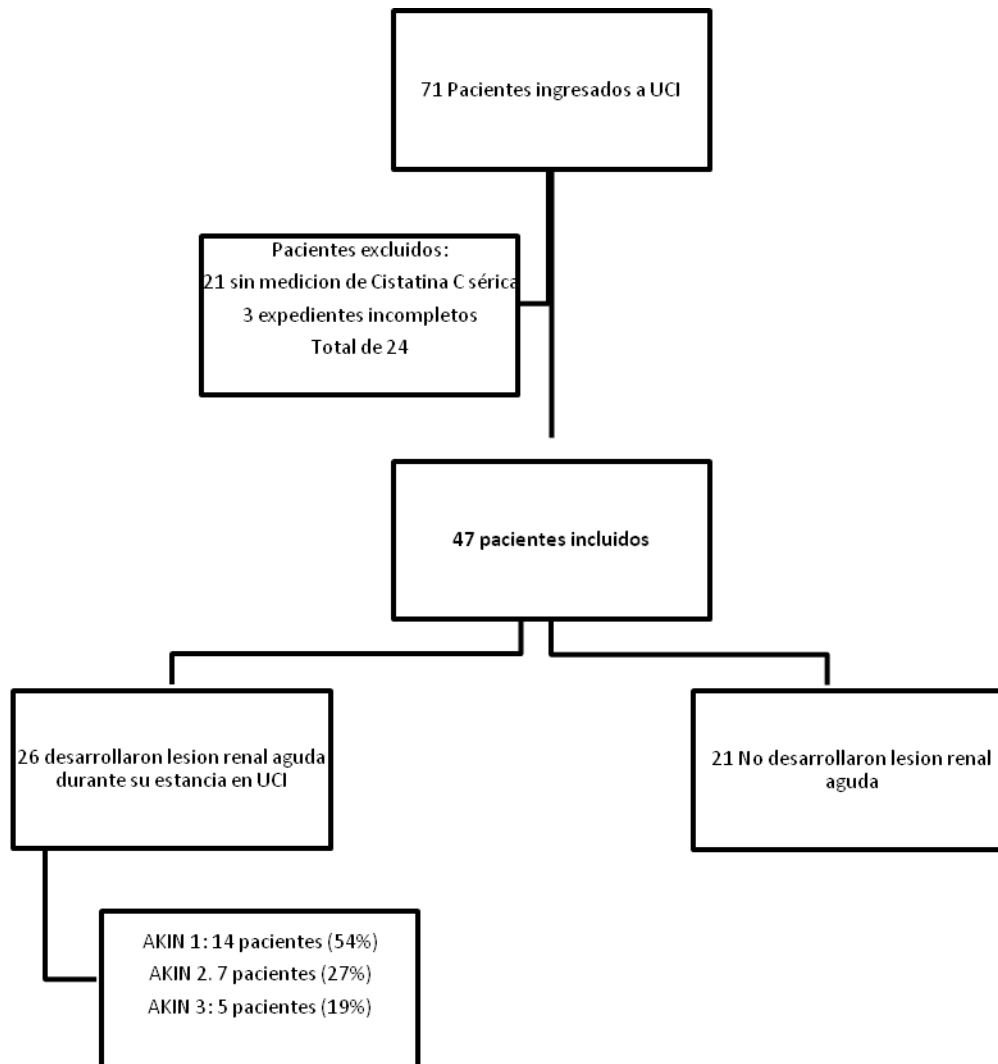 71 Pacientes ingresados a UCI
Pacientes excluidos:
21 sin medicion de Cistatina C sérica
3 expedientes incompletos
Total de 24
47 pacientes incluidos
26 desarrollaron lesion renal aguda
durante su estancia en UCI
21 No desarrollaron lesion renal
aguda
AKIN 1: 14 pacientes (54%)
AKIN 2. 7 pacientes (27%)
AKIN 3: 5 pacientes (19%)